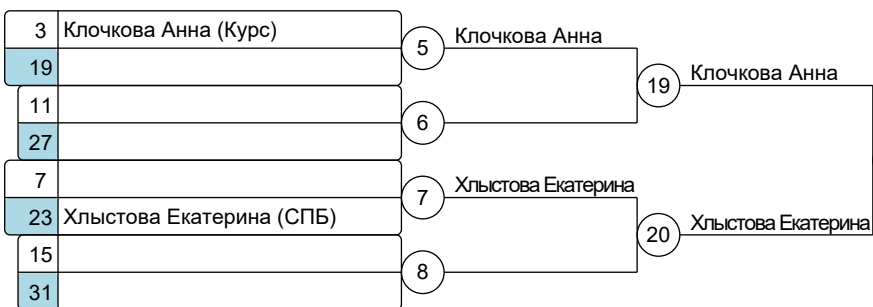 3 Клочкова Анна (Курс)
19
11
27
7
23 Хлыстова Екатерина (СПБ)
15
31
5 Клочкова Анна
6
7 Хлыстова Екатерина
8
19 Клочкова Анна
20 Хлыстова Екатерина